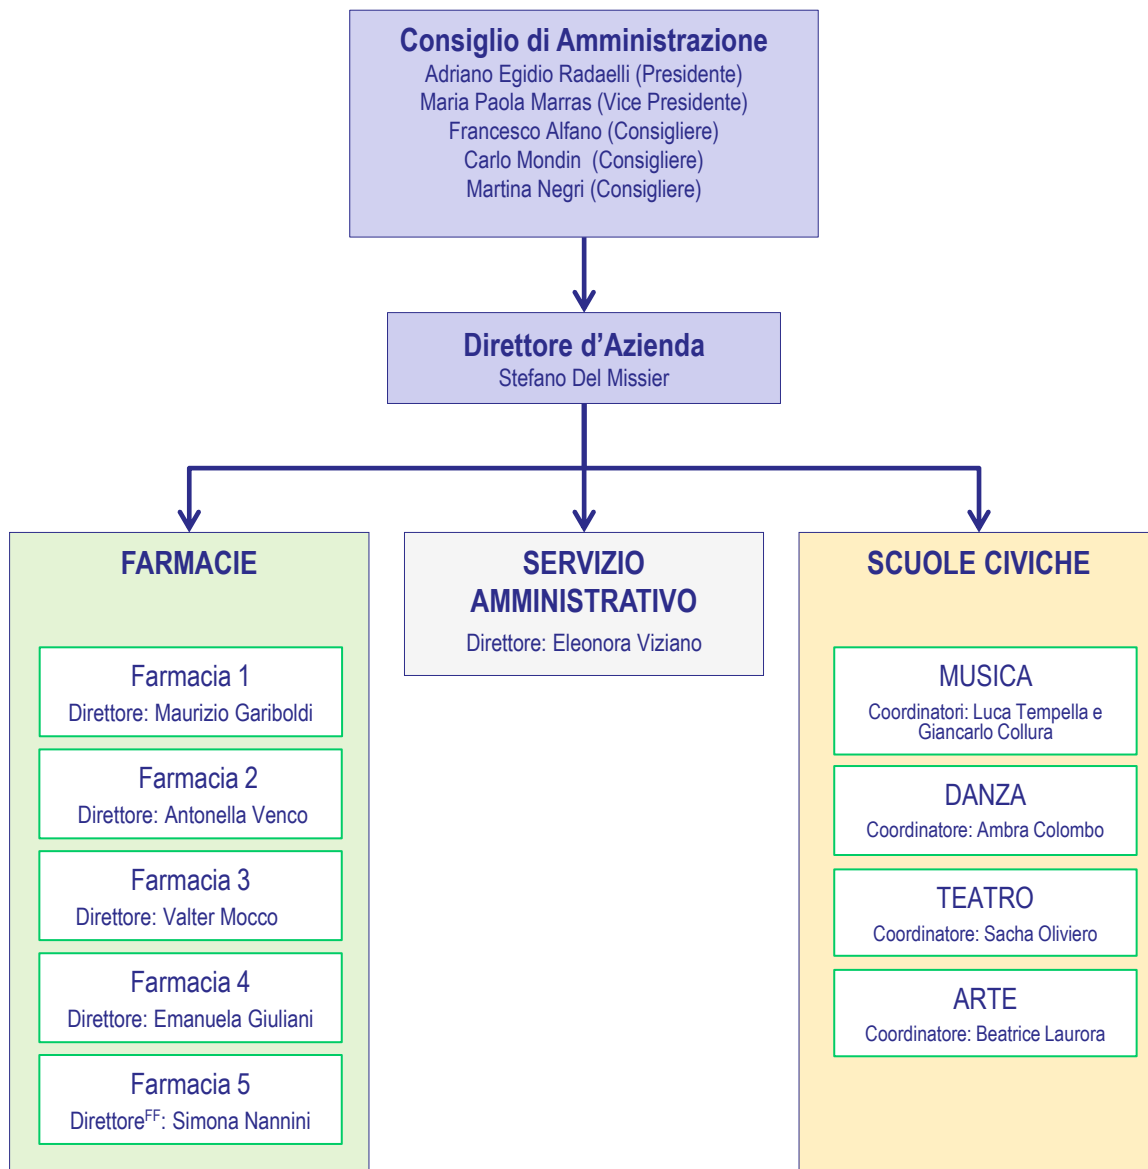 Consiglio di Amministrazione
Adriano Egidio Radaelli (Presidente)
Maria Paola Marras (Vice Presidente)
Francesco Alfano (Consigliere)
Carlo Mondin (Consigliere)
Martina Negri (Consigliere)
Direttore d’Azienda
Stefano Del Missier
FARMACIE
Farmacia 1
Direttore: Maurizio Gariboldi
Farmacia 2
Direttore: Antonella Venco
Farmacia 3
Direttore: Valter Mocco
Farmacia 4
Direttore: Emanuela Giuliani
Farmacia 5
Direttore^FF: Simona Nannini
SERVIZIO
AMMINISTRATIVO
Direttore: Eleonora Viziano
SCUOLE CIVICHE
MUSICA
Coordinatori: Luca Tempella e
Giancarlo Collura
DANZA
Coordinatore: Ambra Colombo
TEATRO
Coordinatore: Sacha Oliviero
ARTE
Coordinatore: Beatrice Laurora